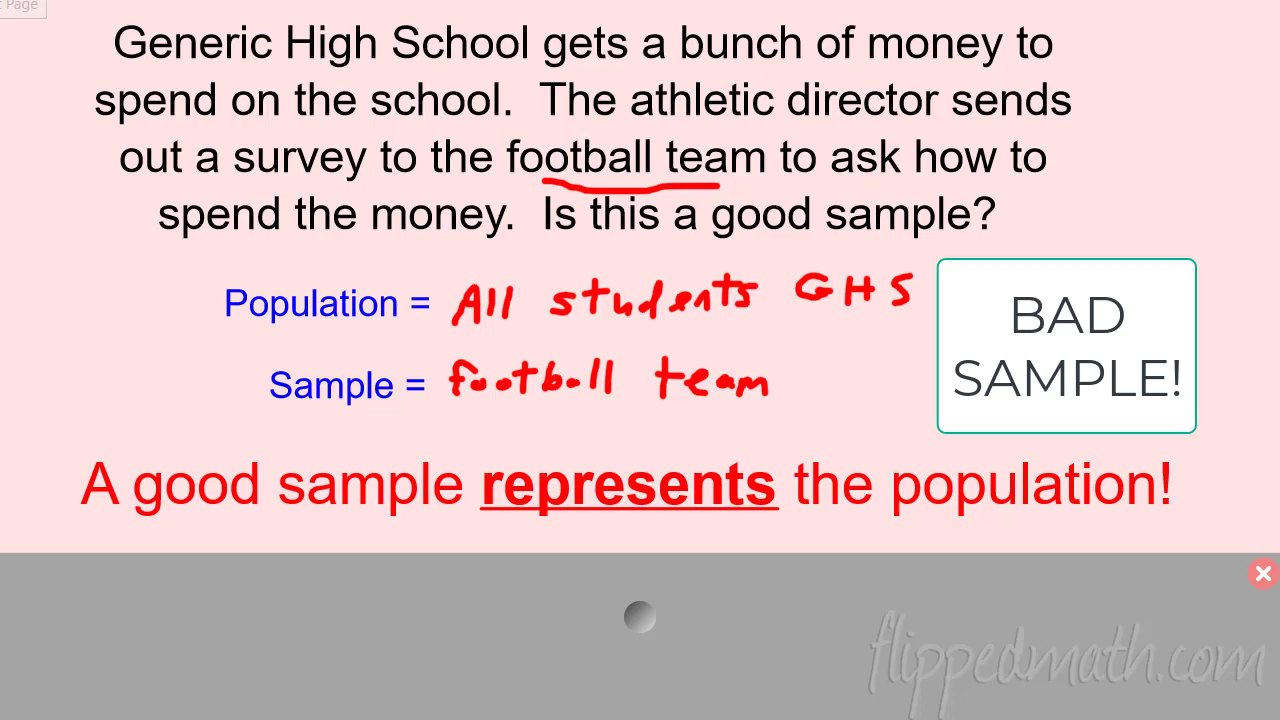 Page
Generic High School gets a bunch of money to
spend on the school. The athletic director sends
out a survey to the football team to ask how to
spend the money. Is this a good sample?
Population = All students GHS
Sample = football team
BAD
SAMPLE!
A good sample represents the population!
flippedmath.com